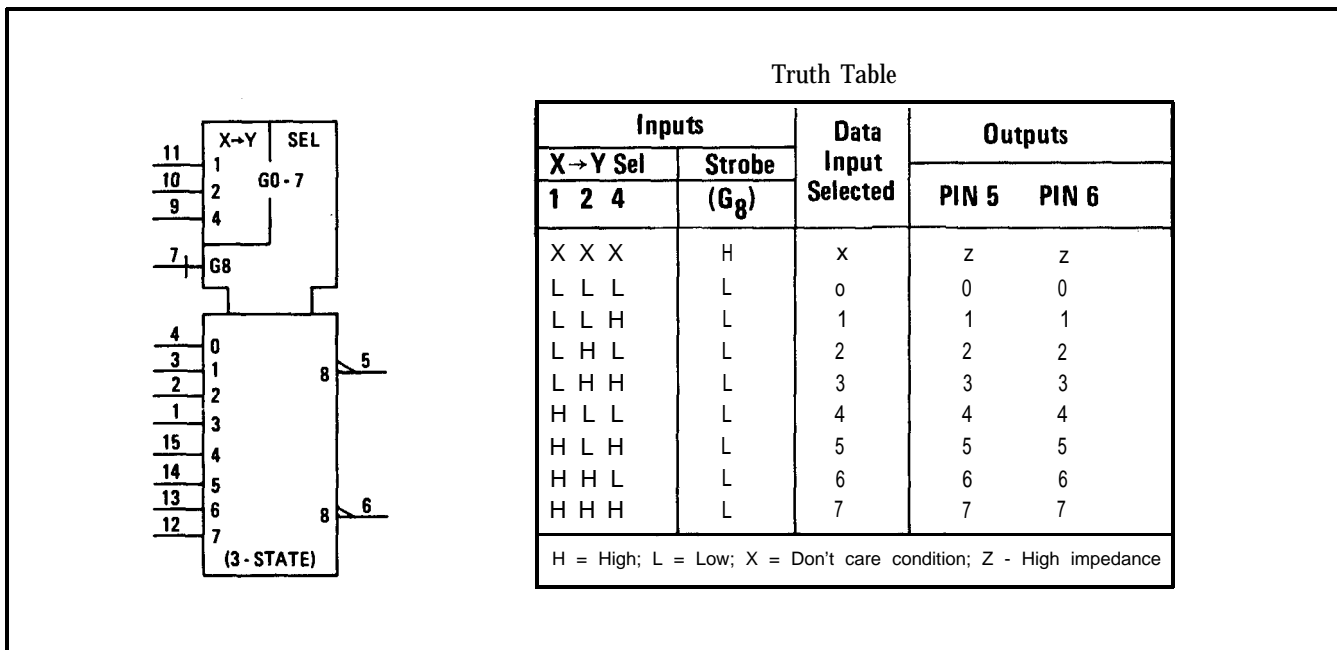 Truth Table
X→Y SEL
11 1
10 2 G0-7
9 4
7 G8
4 0
3 1 8 5
2 2
1 3
15 4
14 5
13 6 8 6
12 7
(3-STATE)
Inputs Data Input Selected Outputs
X→Y Sel Strobe
1 2 4 (G8) PIN 5 PIN 6
X X X H x z z
L L L L o 0 0
L L H L 1 1 1
L H L L 2 2 2
L H H L 3 3 3
H L L L 4 4 4
H L H L 5 5 5
H H L L 6 6 6
H H H L 7 7 7
H = High; L = Low; X = Don't care condition; Z - High impedance